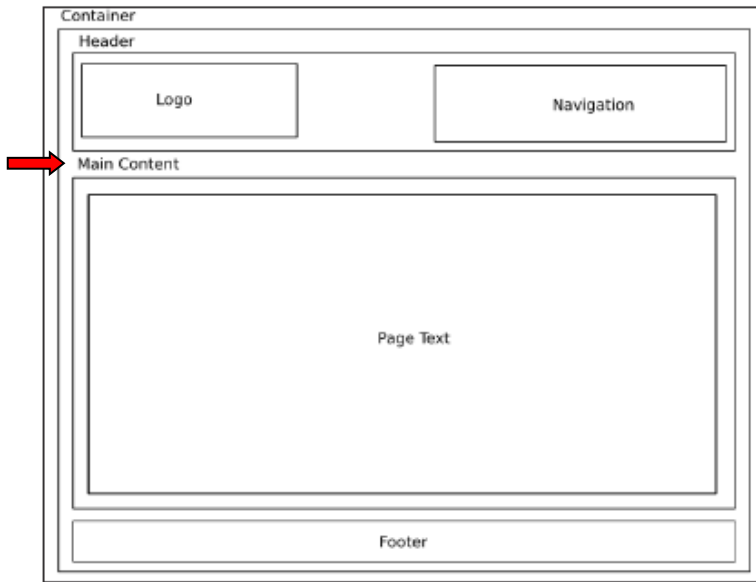 Container
Header
Logo
Navigation
Main Content
Page Text
Footer